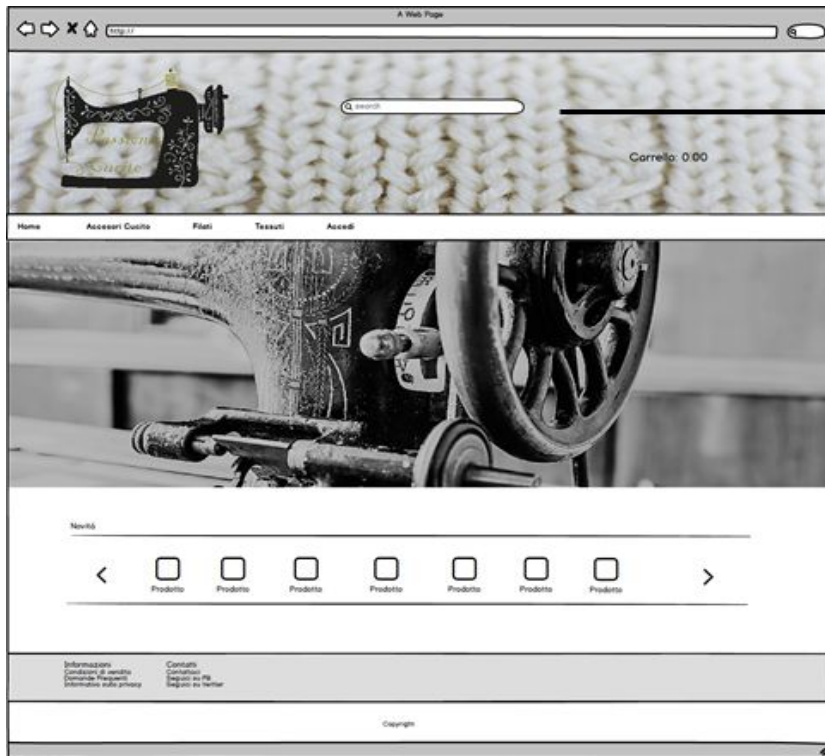 A Web Page
http://
search
Passione
Cucito
Carrello: 0.00
Home Accesori Cucito Filati Tessuti Accedi
Novità
Prodotto Prodotto Prodotto Prodotto Prodotto Prodotto Prodotto
Informazioni Contatti
Condizioni di vendita Contattaci
Domande Frequenti Seguici su FB
Informativa sulla privacy Seguici su twitter
Copyright